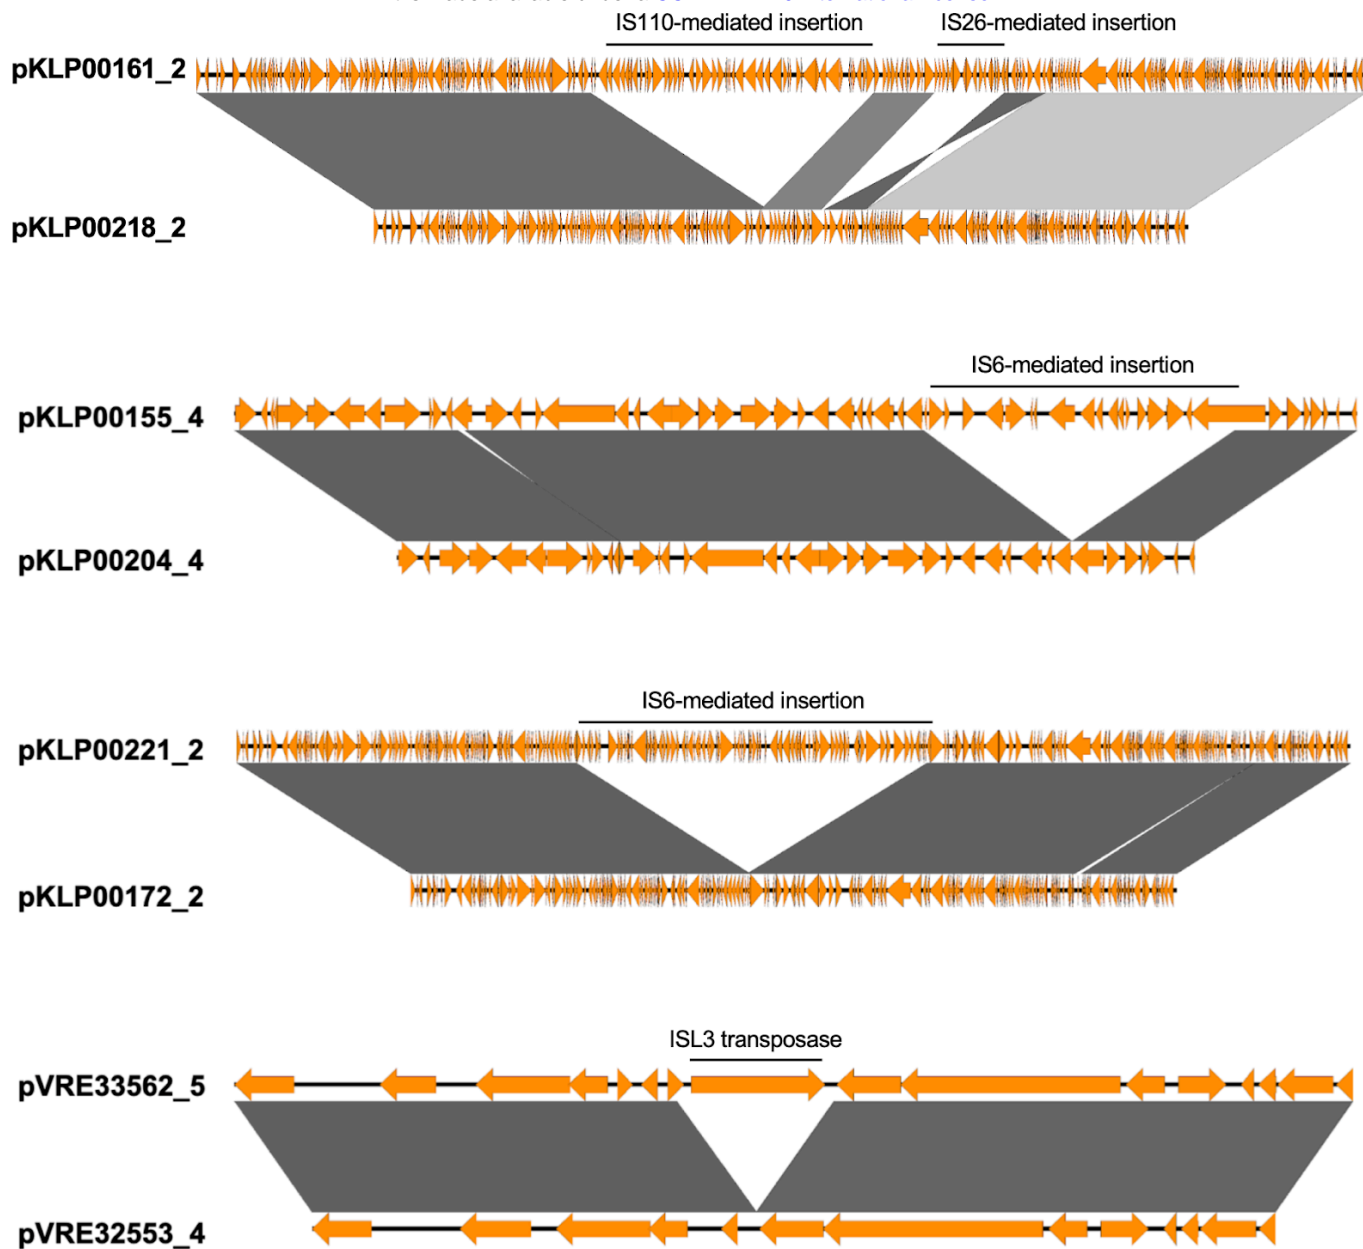 IS110-mediated insertion IS26-mediated insertion
pKLP00161_2
pKLP00218_2
IS6-mediated insertion
pKLP00155_4
pKLP00204_4
IS6-mediated insertion
pKLP00221_2
pKLP00172_2
ISL3 transposase
pVRE33562_5
pVRE32553_4